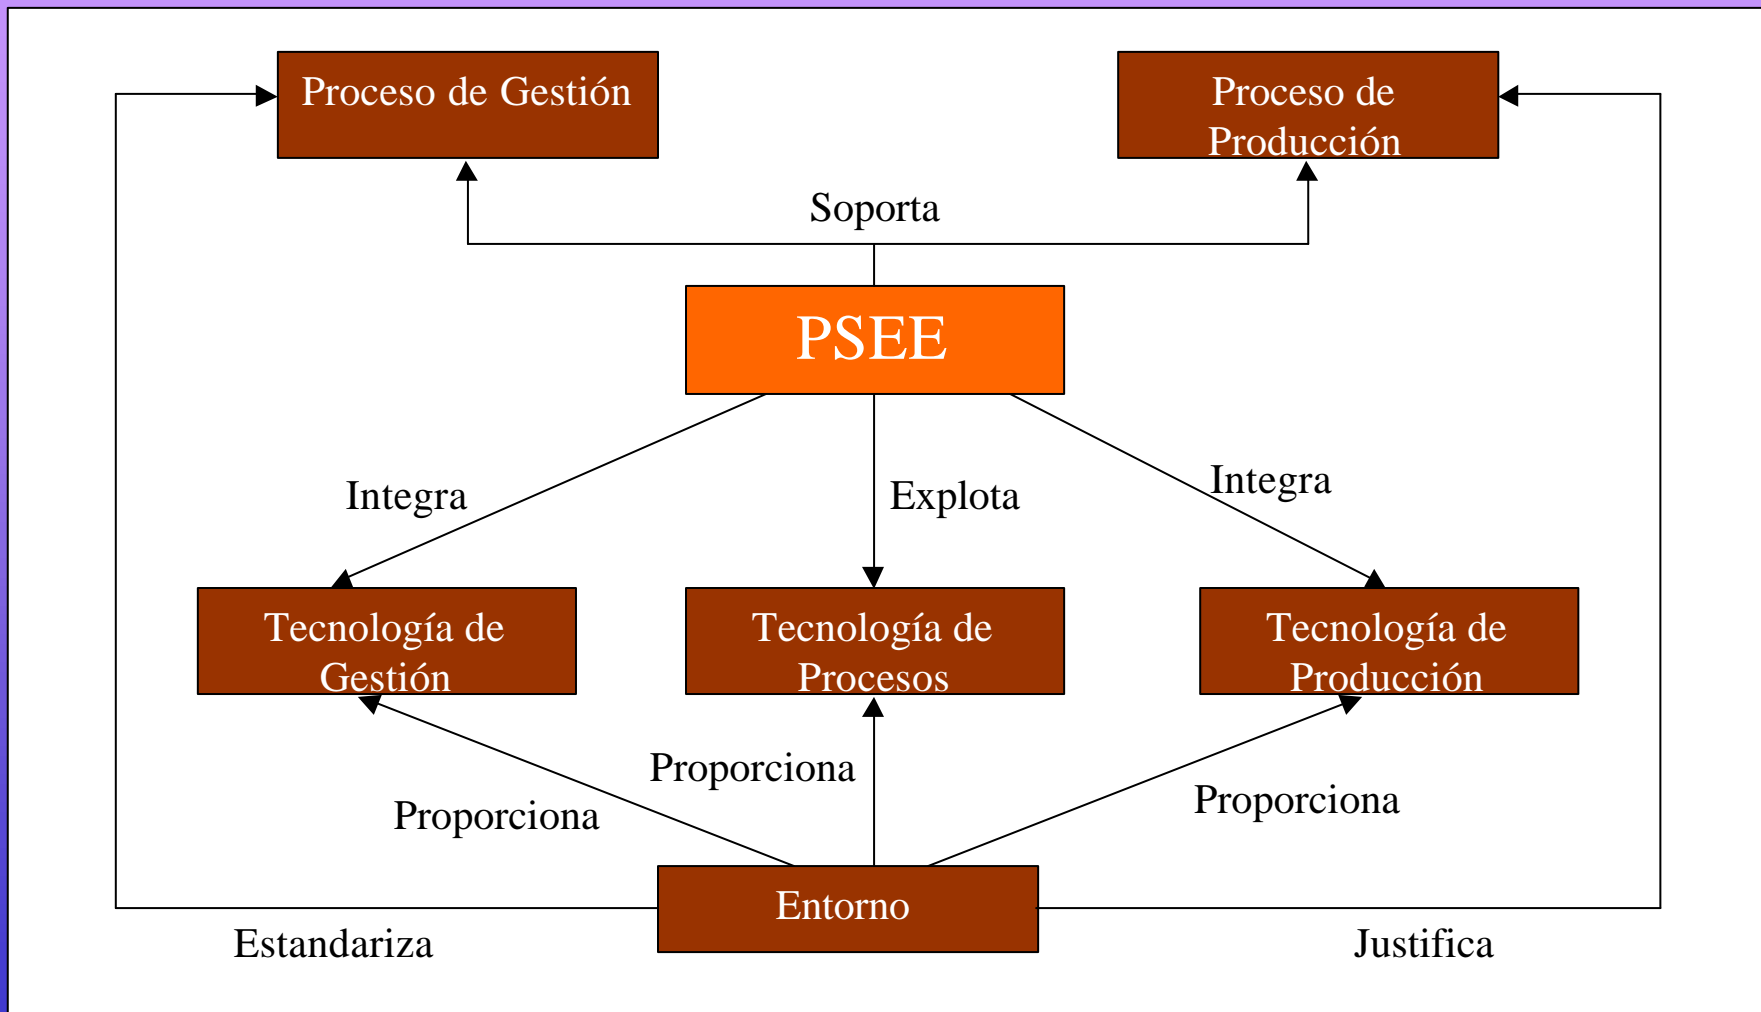 Proceso de Gestión
Proceso de
Producción
Soporta
PSEE
Integra
Explota
Integra
Tecnología de
Gestión
Tecnología de
Procesos
Tecnología de
Producción
Proporciona
Proporciona
Proporciona
Entorno
Estandariza
Justifica